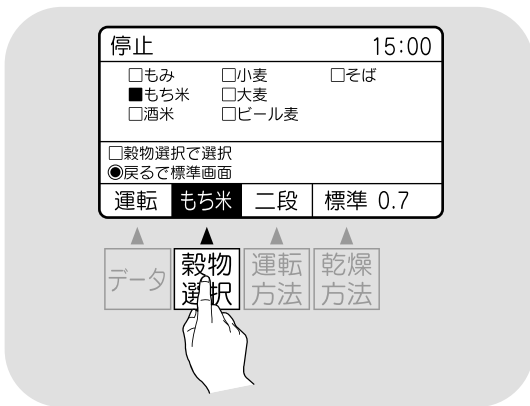 停止 15:00
□もみ □小麦 □そば
■もち米 □大麦
□酒米 □ビール麦
□穀物選択で選択
◉戻るで標準画面
運転 もち米 二段 標準 0.7
データ 穀物選択 運転方法 乾燥方法